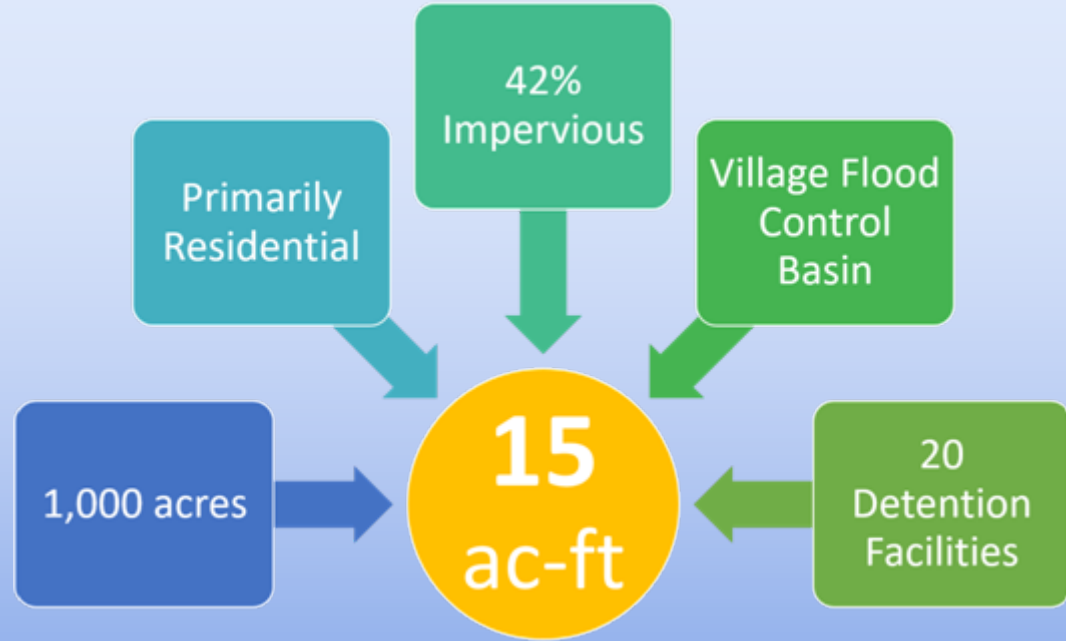 42%
Impervious
Primarily
Residential
Village Flood
Control
Basin
1,000 acres
15
ac-ft
20
Detention
Facilities